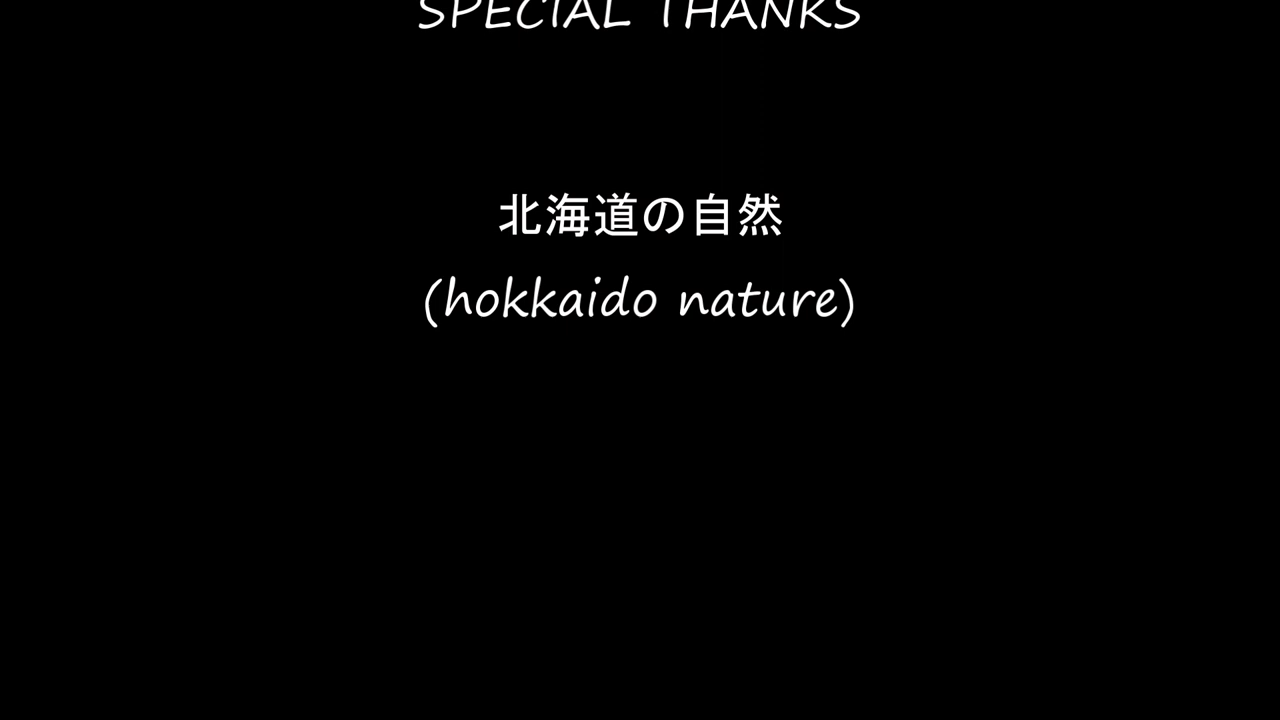 SPECIAL THANKS
北海道の自然
(hokkaido nature)